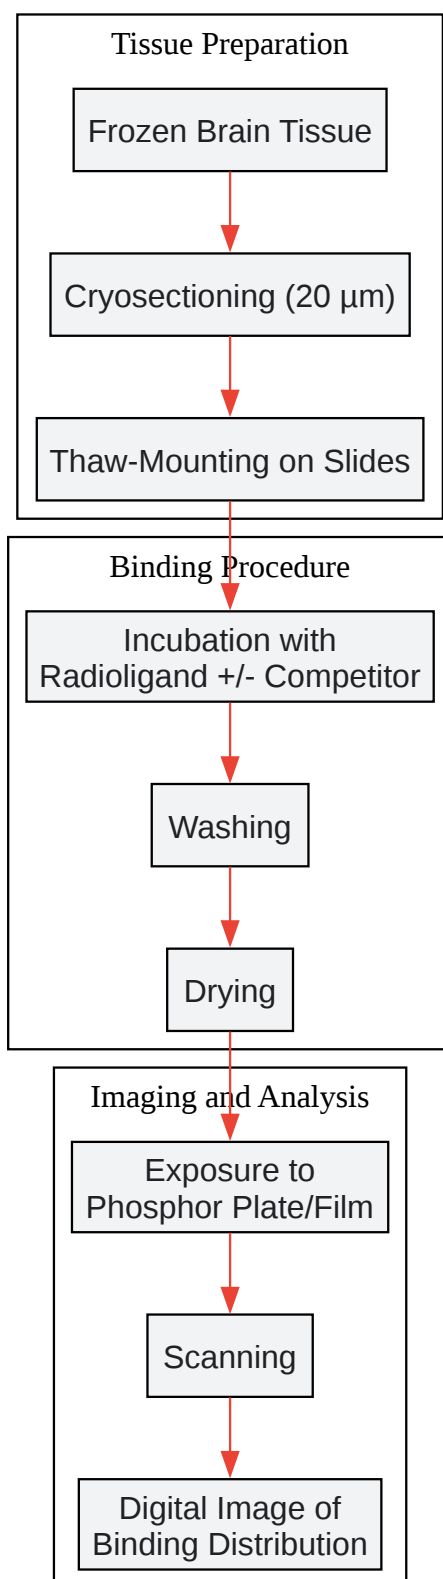 Tissue Preparation
Frozen Brain Tissue
Cryosectioning (20 µm)
Thaw-Mounting on Slides
Binding Procedure
Incubation with
Radioligand +/- Competitor
Washing
Drying
Imaging and Analysis
Exposure to
Phosphor Plate/Film
Scanning
Digital Image of
Binding Distribution